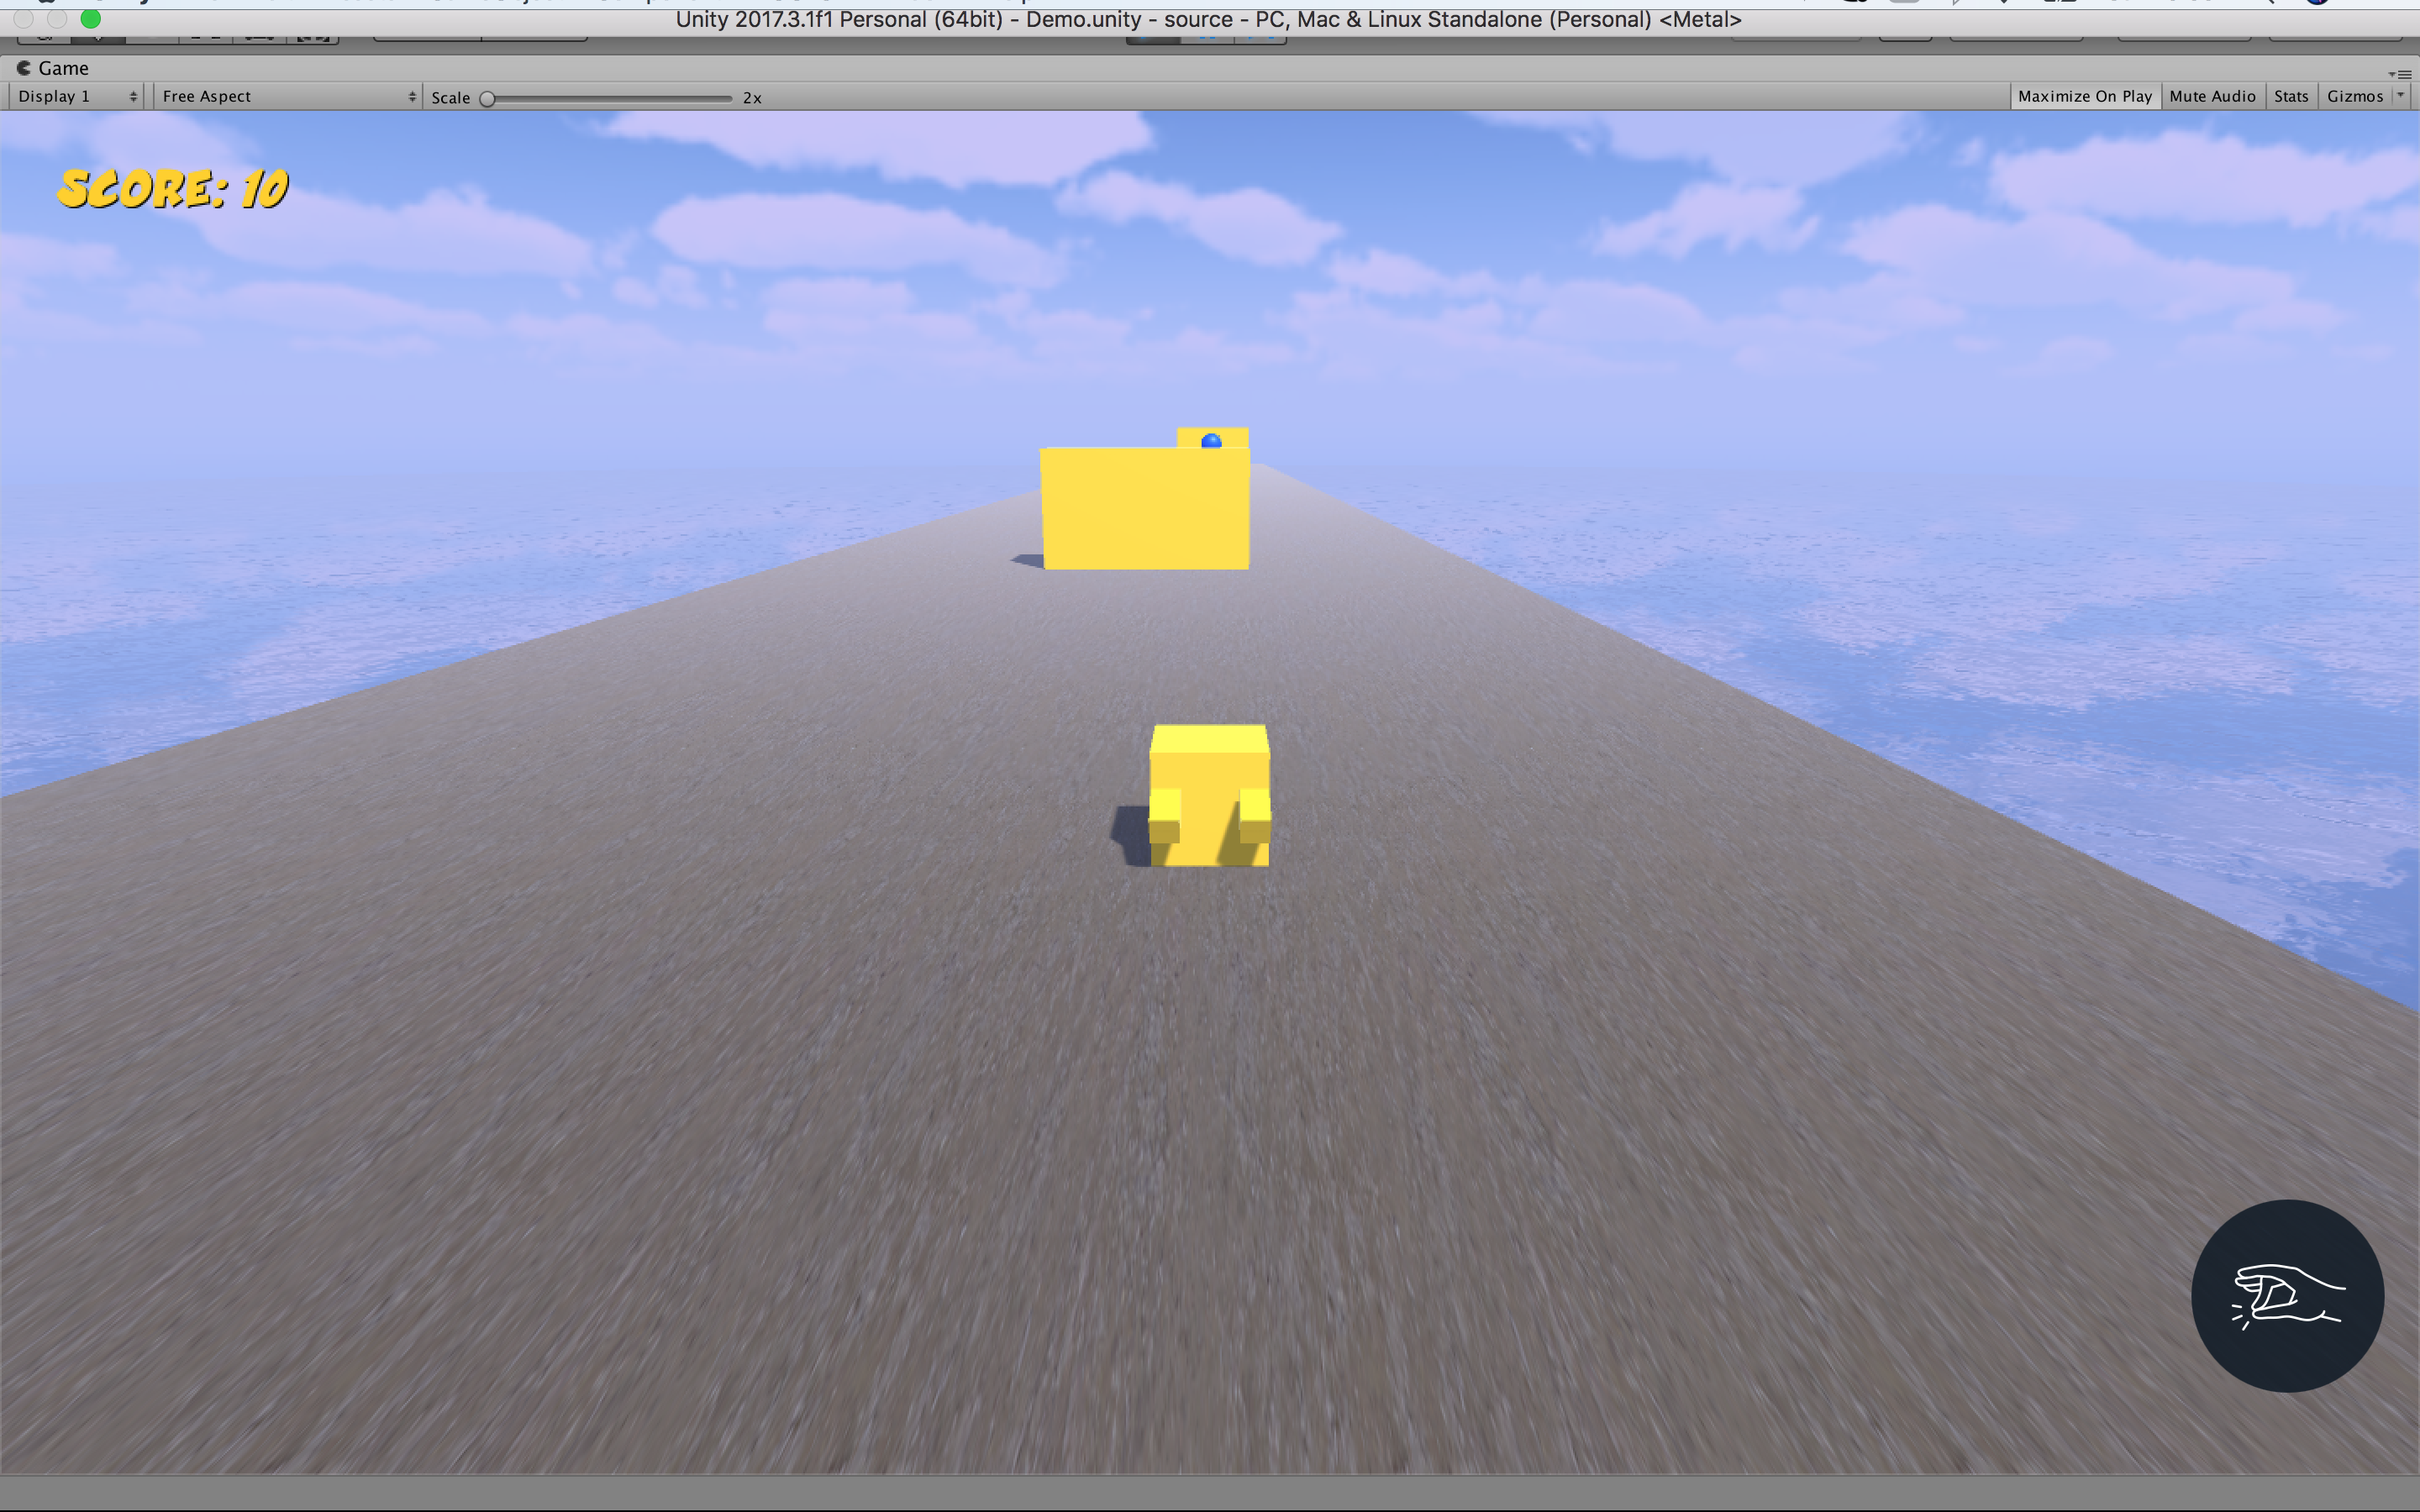 Unity 2017.3.1f1 Personal (64bit) - Demo.unity - source - PC, Mac & Linux Standalone (Personal) <Metal>
Game
Display 1 Free Aspect Scale 2x Maximize On Play Mute Audio Stats Gizmos
SCORE: 10